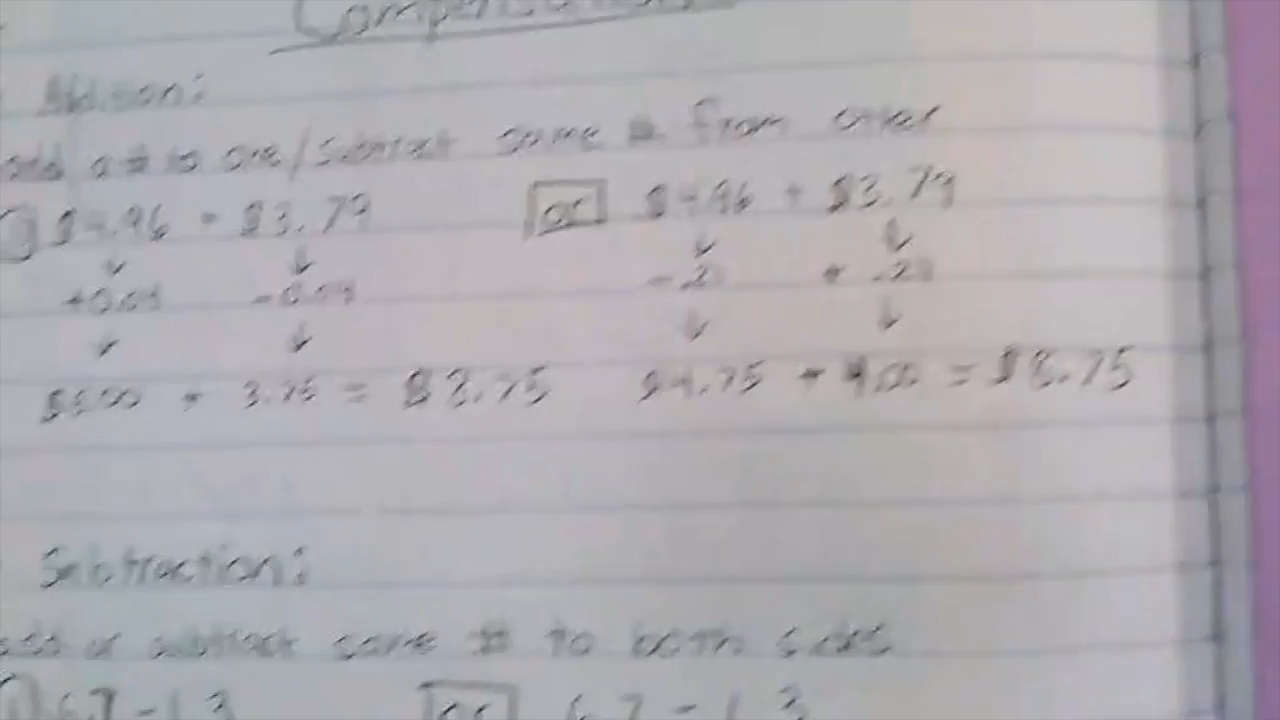 Compensation
Addition:
add a # to one/subtract same # from other
$4.96 + $3.79 or $4.96 + $3.79
↓ ↓ ↓ ↓
+0.04 -0.04 -.21 +.21
↓ ↓ ↓ ↓
$5.00 + 3.75 = $8.75 $4.75 + 4.00 = $8.75
Subtraction:
add or subtract same # to both sides
6.7 - 1.3 or 6.7 - 1.3